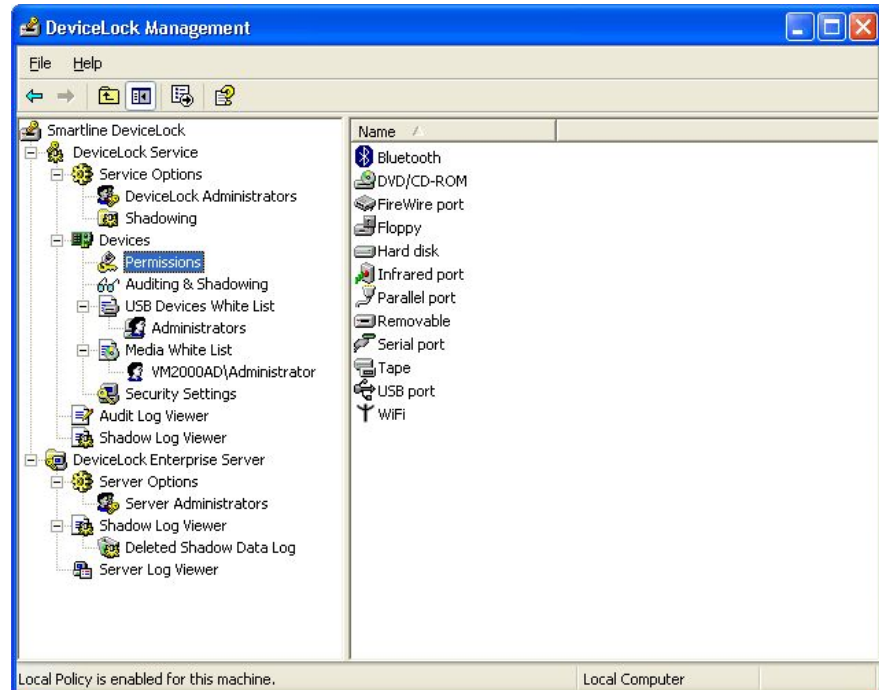 DeviceLock Management
File Help
Smartline DeviceLock
DeviceLock Service
Service Options
DeviceLock Administrators
Shadowing
Devices
Permissions
Auditing & Shadowing
USB Devices White List
Administrators
Media White List
VM2000AD\Administrator
Security Settings
Audit Log Viewer
Shadow Log Viewer
DeviceLock Enterprise Server
Server Options
Server Administrators
Shadow Log Viewer
Deleted Shadow Data Log
Server Log Viewer
Name
Bluetooth
DVD/CD-ROM
FireWire port
Floppy
Hard disk
Infrared port
Parallel port
Removable
Serial port
Tape
USB port
WiFi
Local Policy is enabled for this machine.
Local Computer